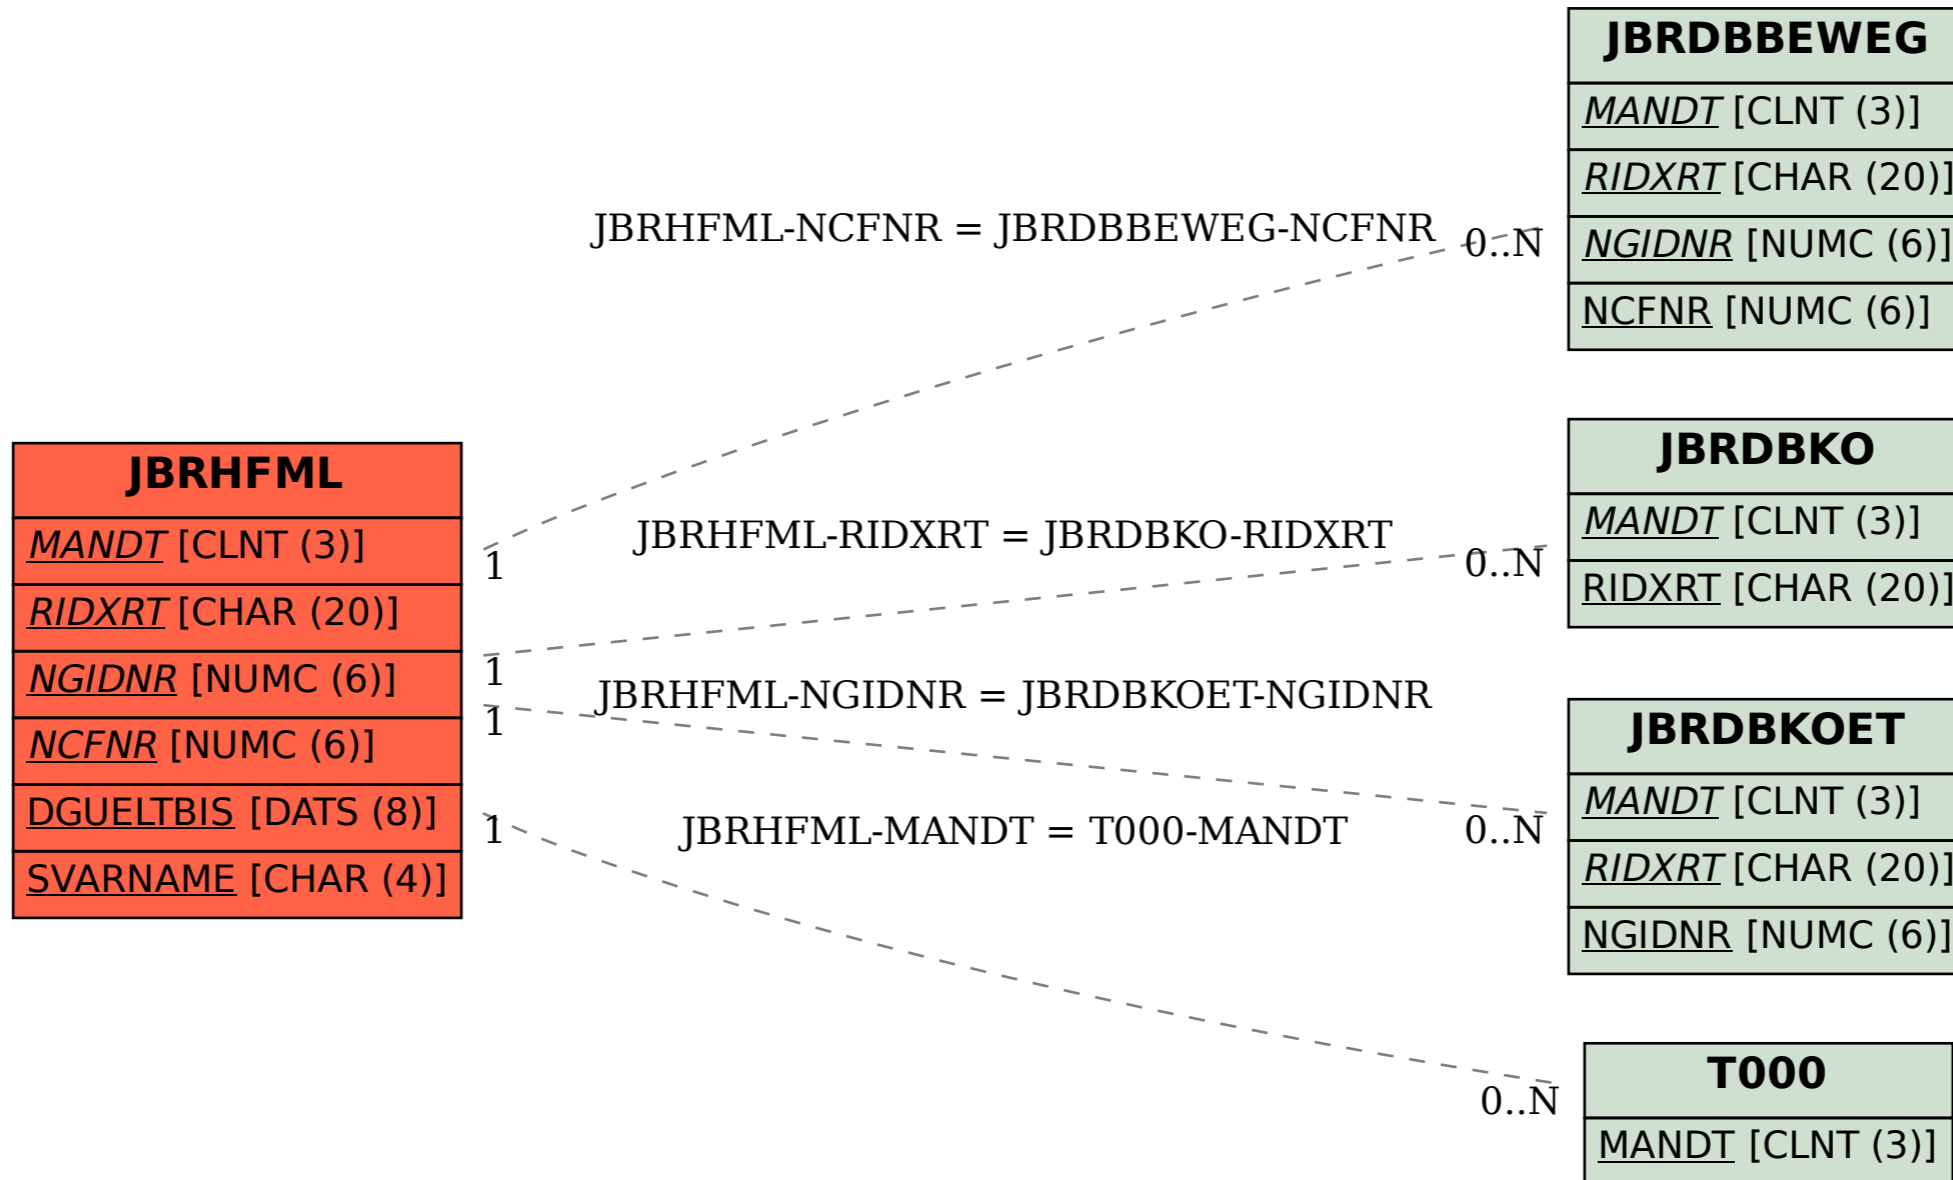 JBRHFML
MANDT [CLNT (3)]
RIDXRT [CHAR (20)]
NGIDNR [NUMC (6)]
NCFNR [NUMC (6)]
DGUELTBIS [DATS (8)]
SVARNAME [CHAR (4)]
JBRHFML-NCFNR = JBRDBBEWEG-NCFNR
1
0..N
JBRHFML-RIDXRT = JBRDBKO-RIDXRT
1
0..N
JBRHFML-NGIDNR = JBRDBKOET-NGIDNR
1
0..N
JBRHFML-MANDT = T000-MANDT
1
0..N
JBRDBBEWEG
MANDT [CLNT (3)]
RIDXRT [CHAR (20)]
NGIDNR [NUMC (6)]
NCFNR [NUMC (6)]
JBRDBKO
MANDT [CLNT (3)]
RIDXRT [CHAR (20)]
JBRDBKOET
MANDT [CLNT (3)]
RIDXRT [CHAR (20)]
NGIDNR [NUMC (6)]
T000
MANDT [CLNT (3)]